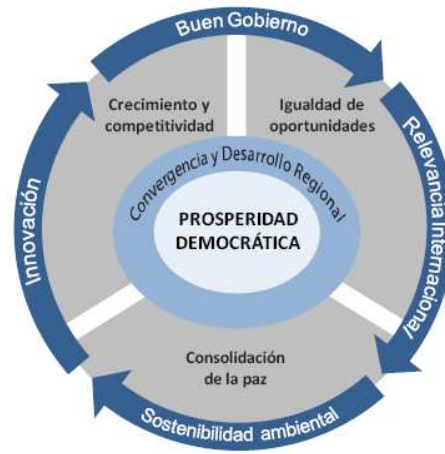 Buen Gobierno
Crecimiento y
competitividad
Igualdad de
oportunidades
Relevancia Internacional
Innovación
Convergencia y Desarrollo Regional
PROSPERIDAD
DEMOCRÁTICA
Consolidación
de la paz
Sostenibilidad ambiental